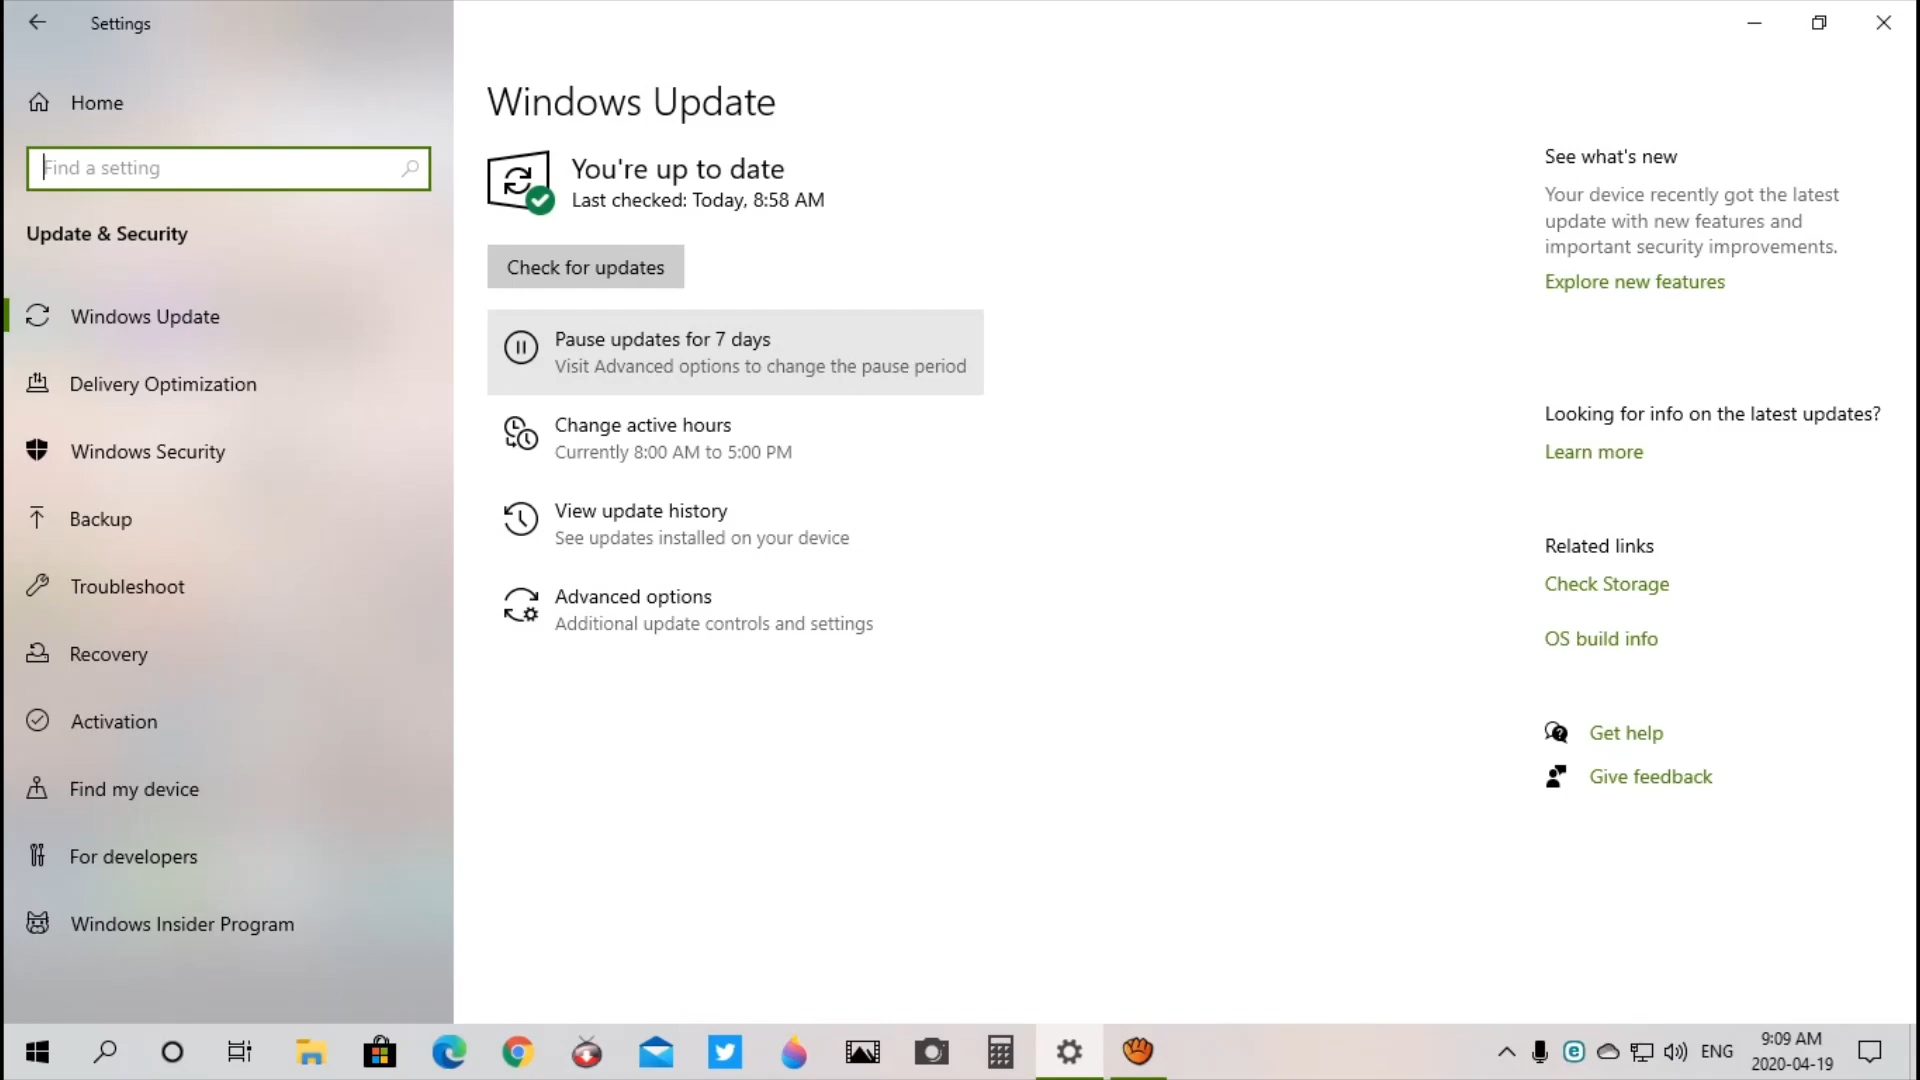 Settings
Home
Find a setting
Update & Security
Windows Update
Delivery Optimization
Windows Security
Backup
Troubleshoot
Recovery
Activation
Find my device
For developers
Windows Insider Program
Windows Update
You're up to date
Last checked: Today, 8:58 AM
Check for updates
Pause updates for 7 days
Visit Advanced options to change the pause period
Change active hours
Currently 8:00 AM to 5:00 PM
View update history
See updates installed on your device
Advanced options
Additional update controls and settings
See what's new
Your device recently got the latest
update with new features and
important security improvements.
Explore new features
Looking for info on the latest updates?
Learn more
Related links
Check Storage
OS build info
Get help
Give feedback
ENG
9:09 AM
2020-04-19